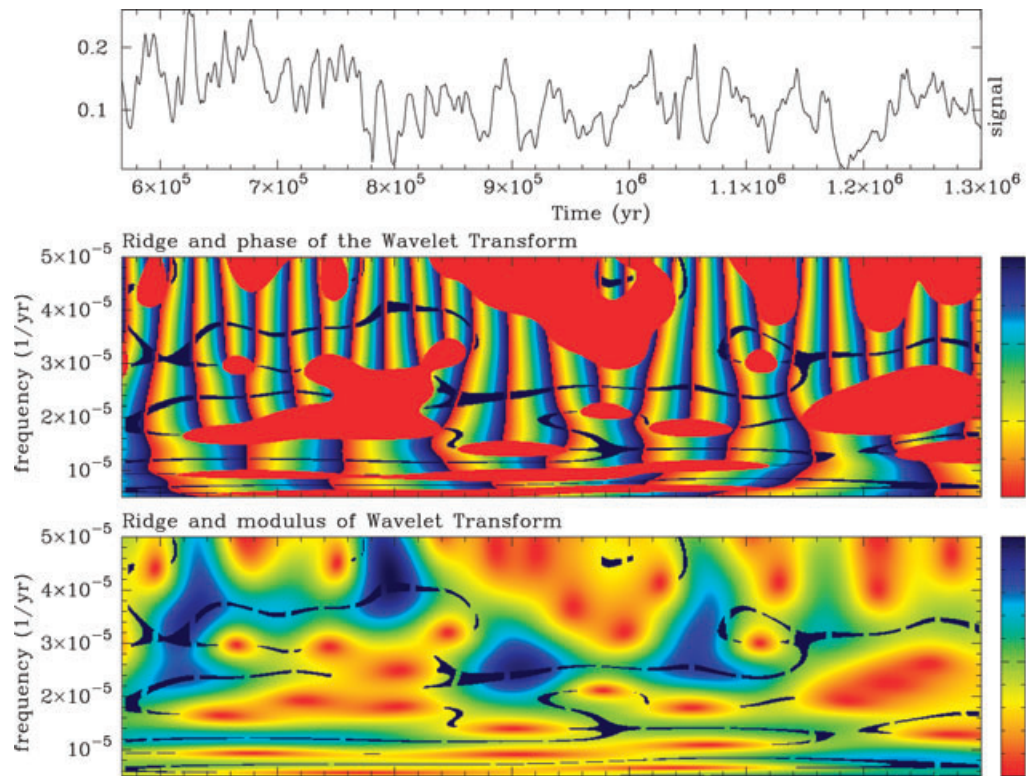 0.2
0.1
signal
6×10⁵ 7×10⁵ 8×10⁵ 9×10⁵ 10⁶ 1.1×10⁶ 1.2×10⁶ 1.3×10⁶
Time (yr)
Ridge and phase of the Wavelet Transform
5×10⁻⁵
4×10⁻⁵
3×10⁻⁵
2×10⁻⁵
10⁻⁵
frequency (1/yr)
Ridge and modulus of Wavelet Transform
5×10⁻⁵
4×10⁻⁵
3×10⁻⁵
2×10⁻⁵
10⁻⁵
frequency (1/yr)